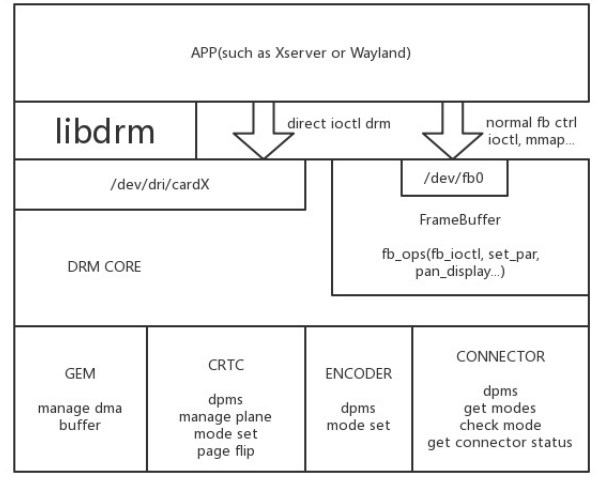 APP(such as Xserver or Wayland)
libdrm
direct ioctl drm
normal fb ctrl
ioctl, mmap...
/dev/dri/cardX
/dev/fb0
FrameBuffer
fb_ops(fb_ioctl, set_par,
pan_display...)
DRM CORE
GEM
manage dma
buffer
CRTC
dpms
manage plane
mode set
page flip
ENCODER
dpms
mode set
CONNECTOR
dpms
get modes
check mode
get connector status